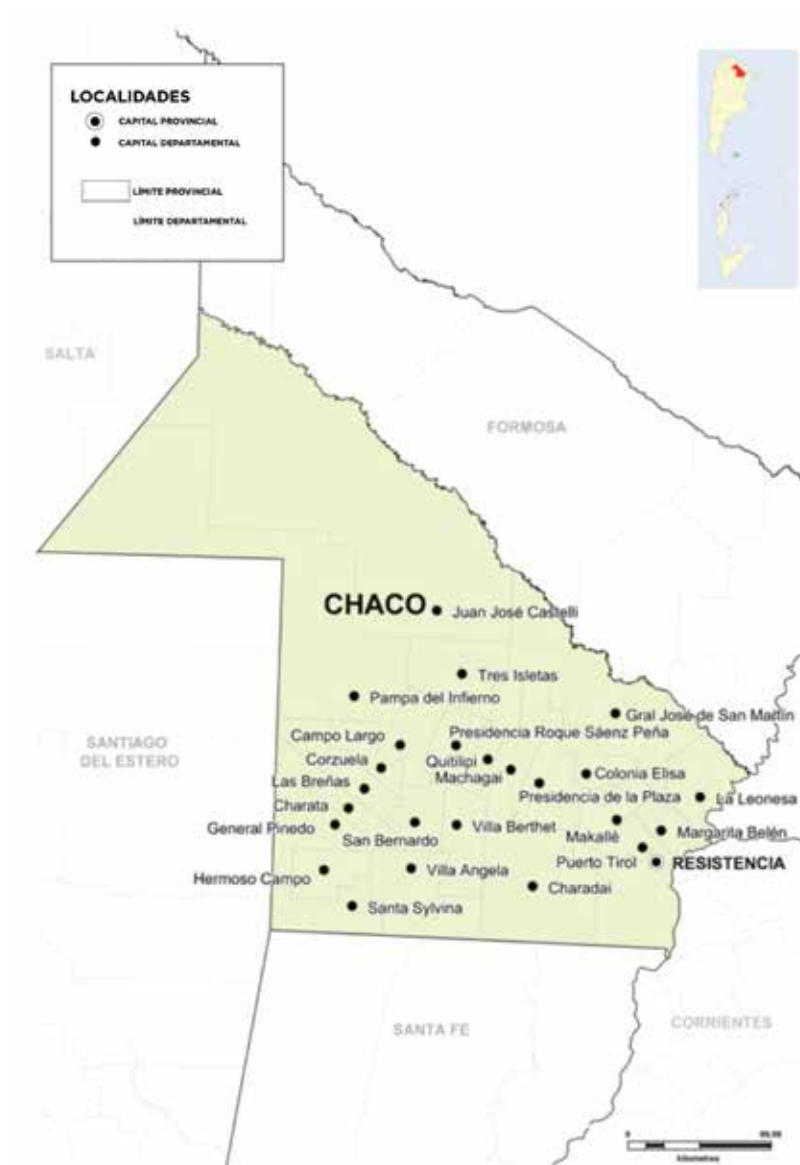 LOCALIDADES
CAPITAL PROVINCIAL
CAPITAL DEPARTAMENTAL
LÍMITE PROVINCIAL
LÍMITE DEPARTAMENTAL
SALTA
FORMOSA
CHACO
Juan José Castelli
Tres Isletas
Pampa del Infierno
Gral José de San Martín
Campo Largo
Presidencia Roque Sáenz Peña
SANTIAGO
DEL ESTERO
Corzuela
Quitilipi
Machagai
Colonia Elisa
Las Breñas
Presidencia de la Plaza
La Leonesa
Charata
General Pinedo
San Bernardo
Villa Berthet
Makallè
Margarita Belén
Puerto Tirol
RESISTENCIA
Hermoso Campo
Villa Angela
Charadai
Santa Sylvina
SANTA FE
CORRIENTES
0
kilometros